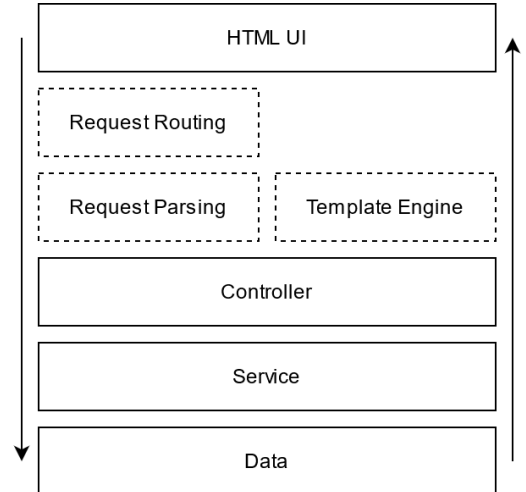 HTML UI
Request Routing
Request Parsing
Template Engine
Controller
Service
Data